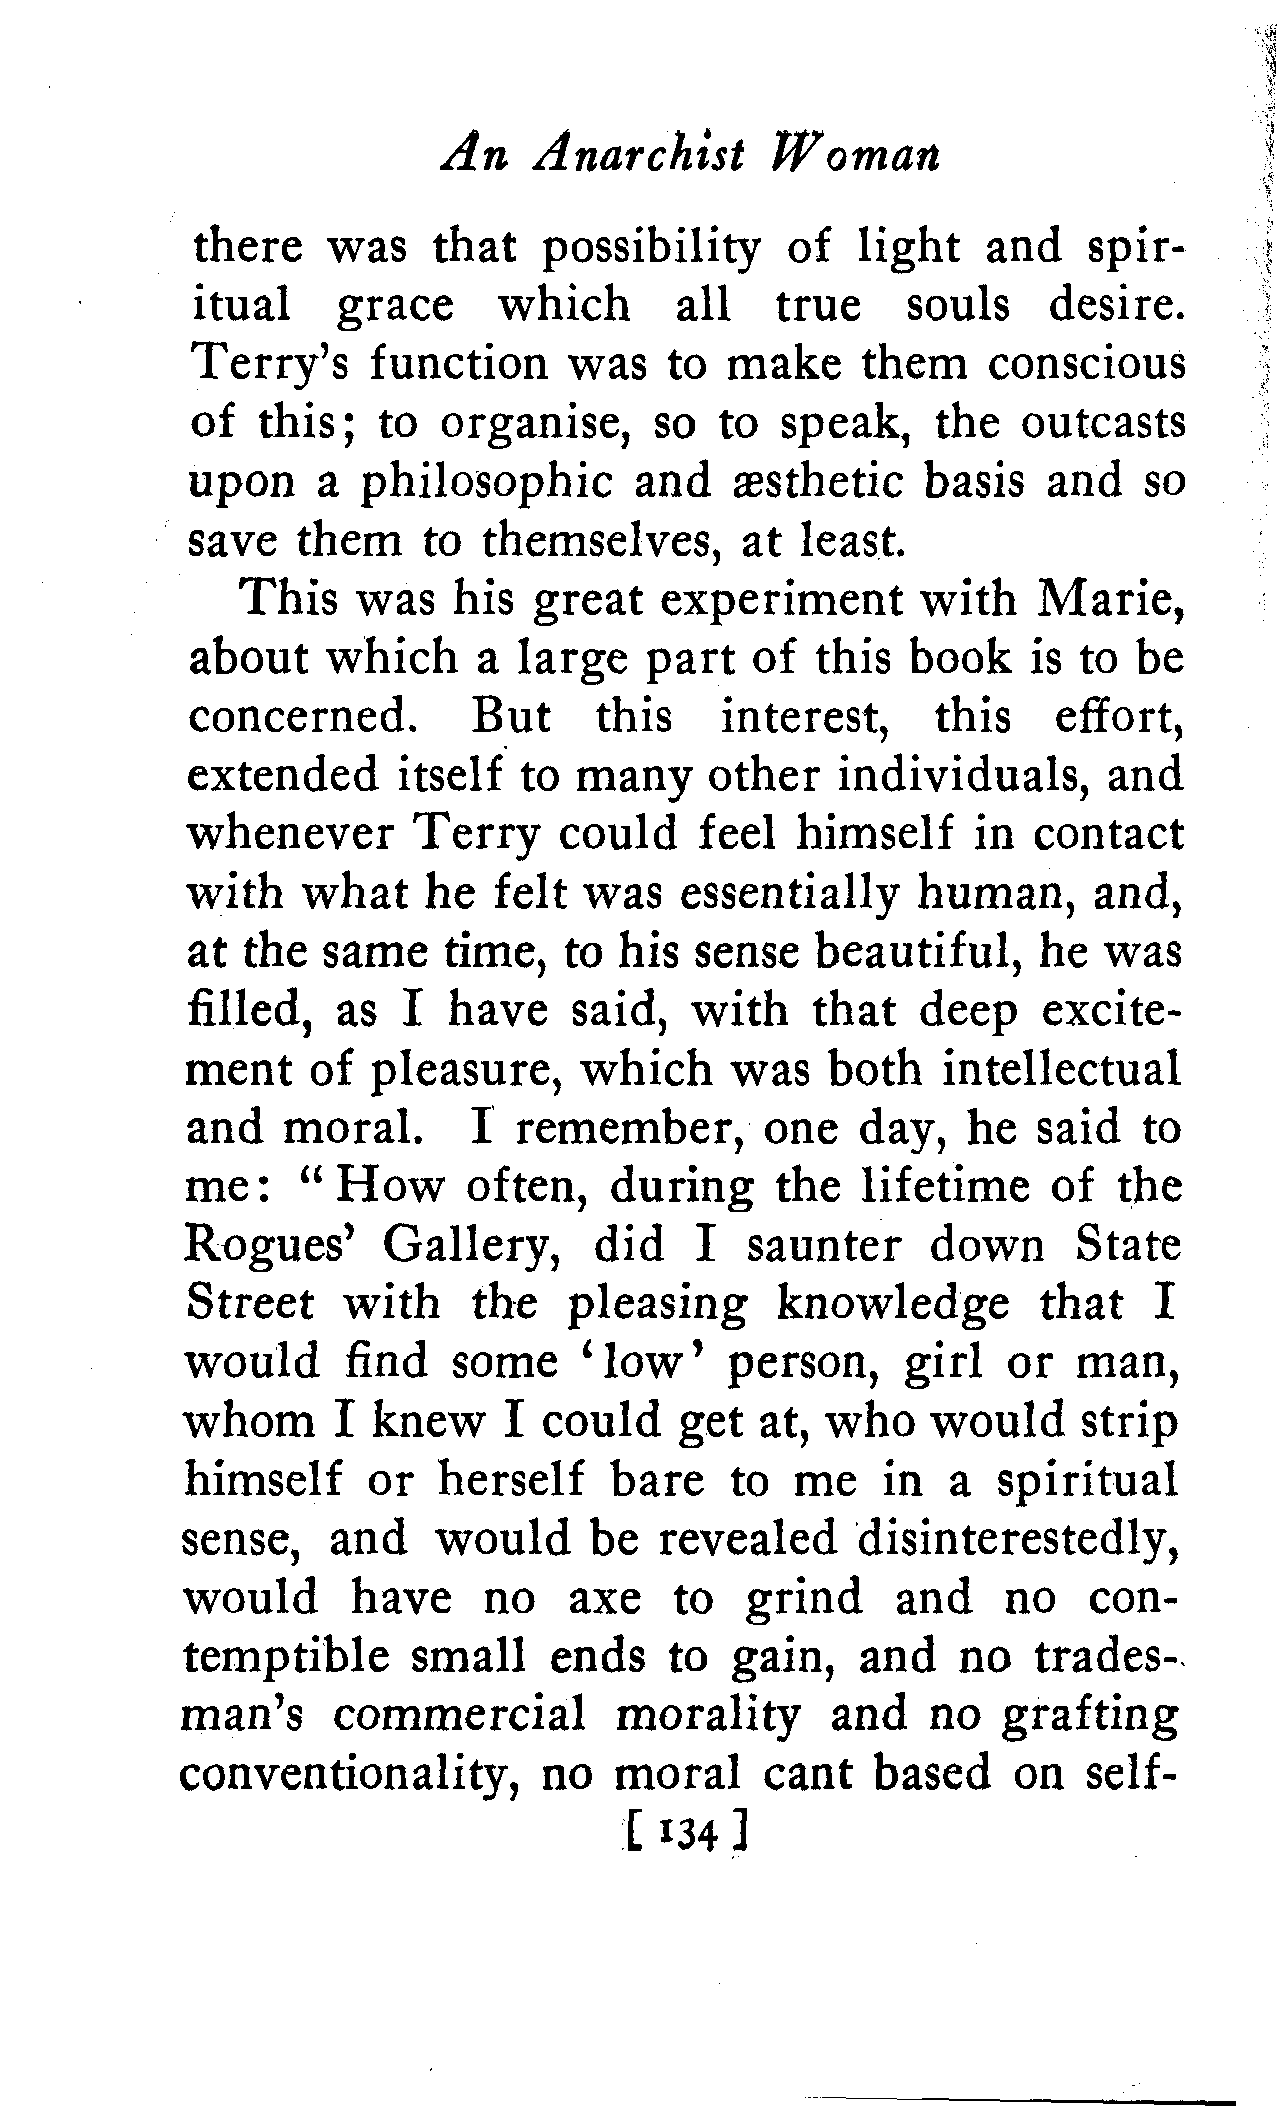 An Anarchist Woman
there was that possibility of light and spir-
itual grace which all true souls desire.
Terry's function was to make them conscious
of this; to organise, so to speak, the outcasts
upon a philosophic and æsthetic basis and so
save them to themselves, at least.
This was his great experiment with Marie,
about which a large part of this book is to be
concerned. But this interest, this effort,
extended itself to many other individuals, and
whenever Terry could feel himself in contact
with what he felt was essentially human, and,
at the same time, to his sense beautiful, he was
filled, as I have said, with that deep excite-
ment of pleasure, which was both intellectual
and moral. I remember, one day, he said to
me: "How often, during the lifetime of the
Rogues' Gallery, did I saunter down State
Street with the pleasing knowledge that I
would find some 'low' person, girl or man,
whom I knew I could get at, who would strip
himself or herself bare to me in a spiritual
sense, and would be revealed disinterestedly,
would have no axe to grind and no con-
temptible small ends to gain, and no trades-
man's commercial morality and no grafting
conventionality, no moral cant based on self-
[ 134 ]